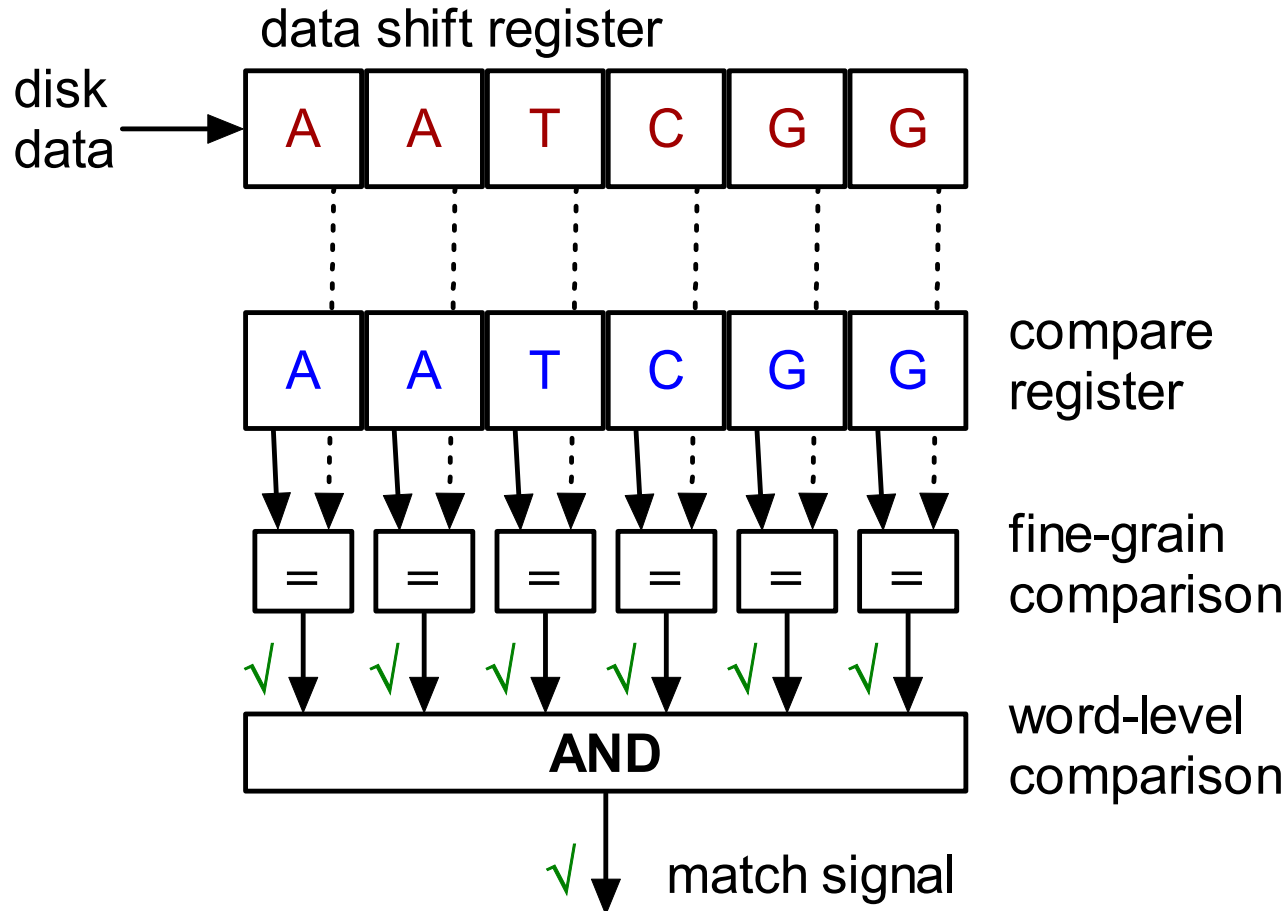 data shift register
disk
data
A A T C G G
A A T C G G
compare
register
= = = = = =
fine-grain
comparison
√ √ √ √ √ √
AND
word-level
comparison
√
match signal